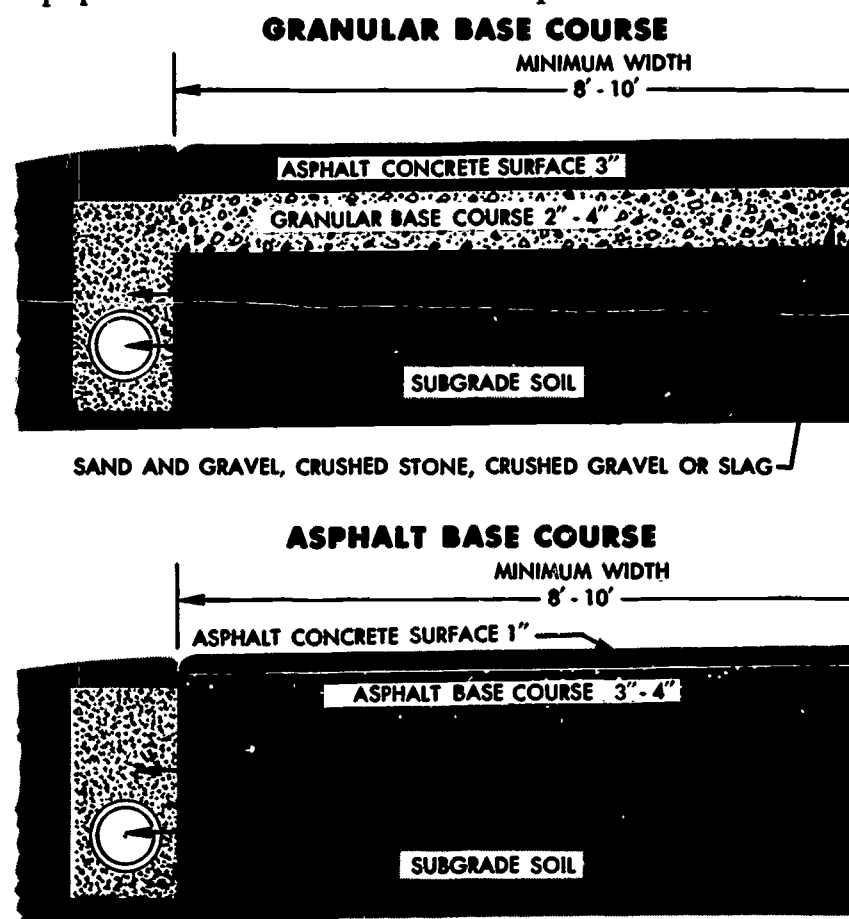 GRANULAR BASE COURSE
MINIMUM WIDTH
8' - 10'
ASPHALT CONCRETE SURFACE 3"
GRANULAR BASE COURSE 2" - 4"
SUBGRADE SOIL
SAND AND GRAVEL, CRUSHED STONE, CRUSHED GRAVEL OR SLAG
ASPHALT BASE COURSE
MINIMUM WIDTH
8' - 10'
ASPHALT CONCRETE SURFACE 1"
ASPHALT BASE COURSE 3" - 4"
SUBGRADE SOIL